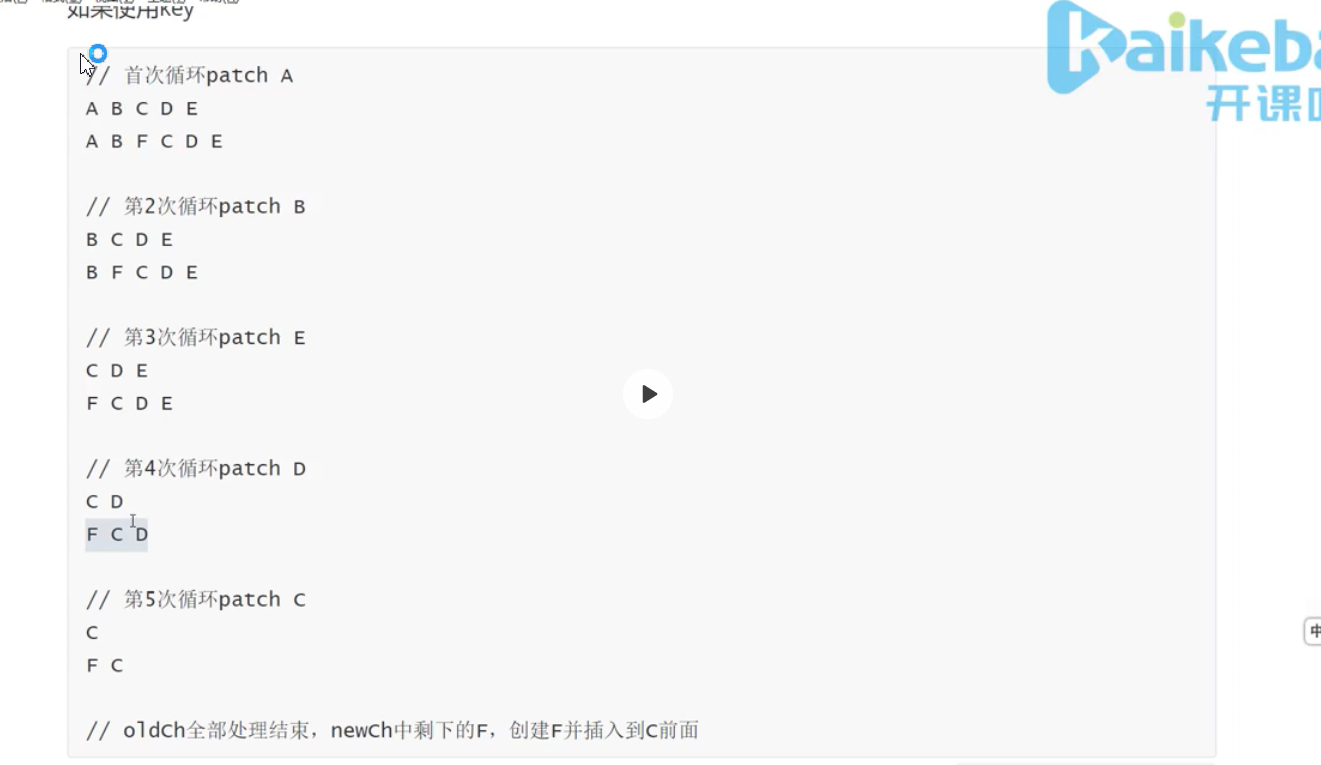 如果使用key
// 首次循环patch A
A B C D E
A B F C D E
// 第2次循环patch B
B C D E
B F C D E
// 第3次循环patch E
C D E
F C D E
// 第4次循环patch D
C D
F C D
// 第5次循环patch C
C
F C
// oldCh全部处理结束，newCh中剩下的F，创建F并插入到C前面
kaikeba
开课吧
中